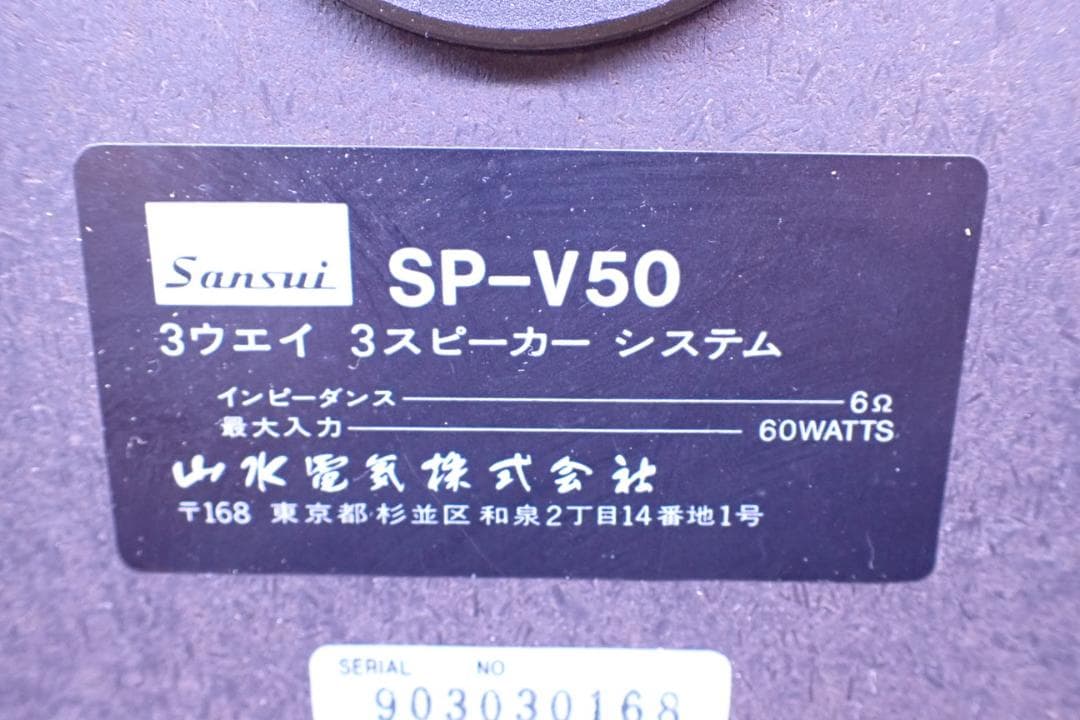 Sansui SP-V50
3ウエイ 3スピーカー システム
インピーダンス 6Ω
最大入力 60WATTS
山水電気株式会社
〒168 東京都杉並区和泉2丁目14番地1号
SERIAL NO
903030168